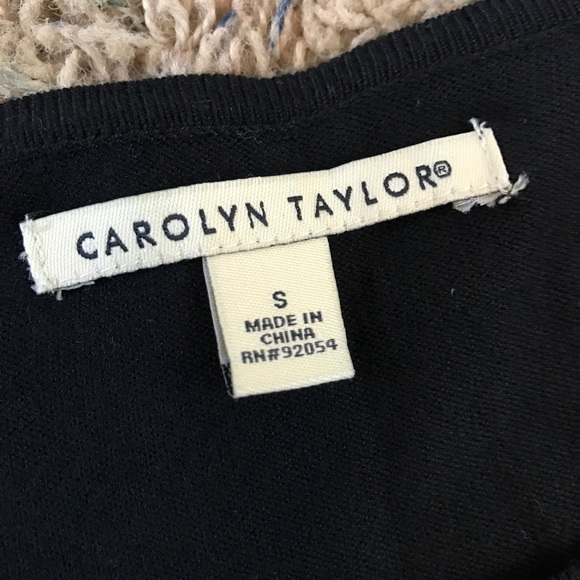 CAROLYN TAYLOR®
S
MADE IN
CHINA
RN#92054